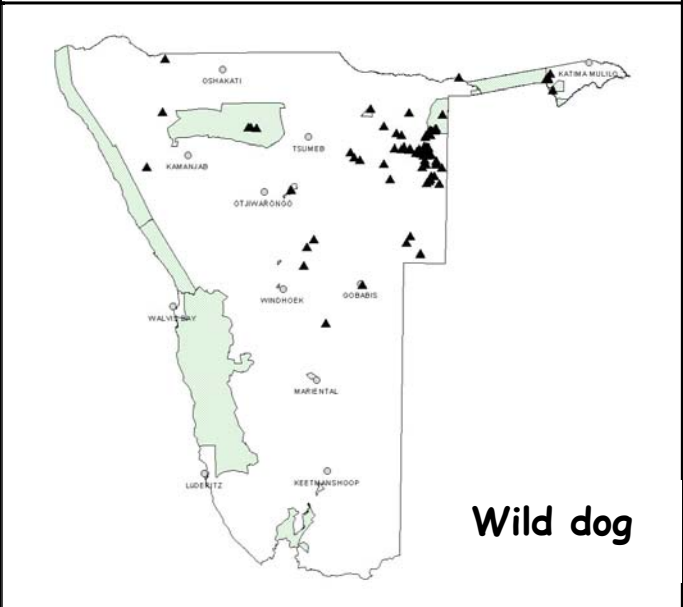 OSHAKATI
KATIMA MULILO
TSUMEB
KAMANJAB
OTJIWARONGO
WINDHOEK
GOBABIS
WALVIS BAY
MARIENTAL
LUDERITZ
KEETMANSHOOP
Wild dog